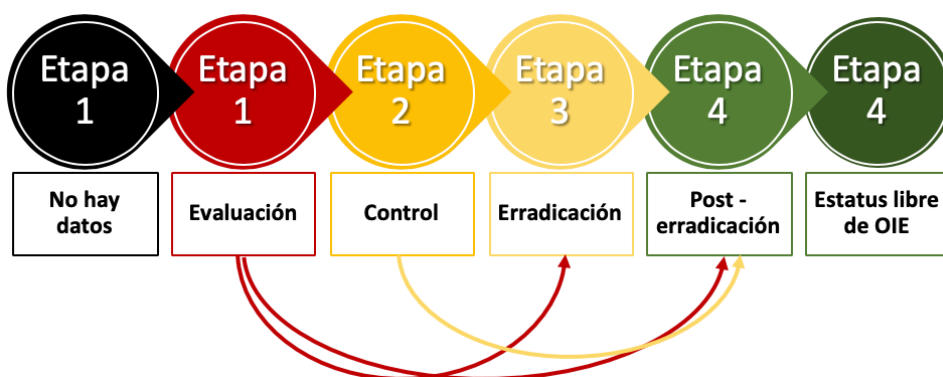 Etapa
1
Etapa
1
Etapa
2
Etapa
3
Etapa
4
Etapa
4
No hay
datos
Evaluación
Control
Erradicación
Post -
erradicación
Estatus libre
de OIE